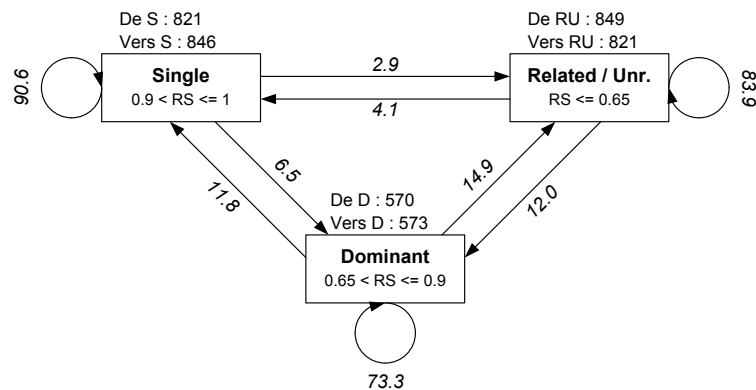 De S : 821
Vers S : 846
De RU : 849
Vers RU : 821
90.6
Single
0.9 < RS <= 1
2.9
4.1
Related / Unr.
RS <= 0.65
83.9
11.8
6.5
14.9
12.0
De D : 570
Vers D : 573
Dominant
0.65 < RS <= 0.9
73.3